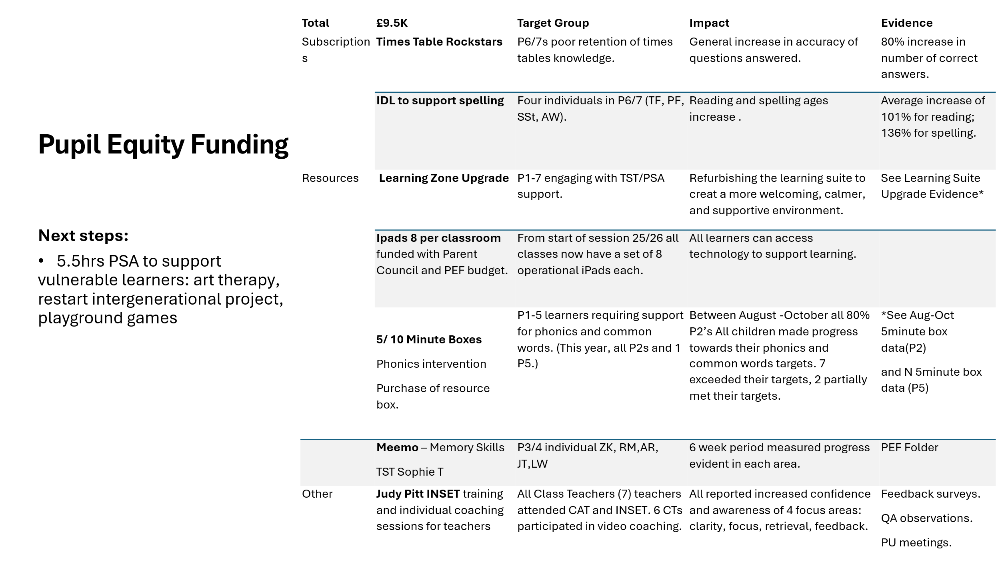 Pupil Equity Funding
Next steps:
• 5.5hrs PSA to support
vulnerable learners: art therapy,
restart intergenerational project,
playground games
Total £9.5K Target Group Impact Evidence
Subscription
s
Times Table Rockstars
P6/7s poor retention of times
tables knowledge.
General increase in accuracy of
questions answered.
80% increase in
number of correct
answers.
IDL to support spelling
Four individuals in P6/7 (TF, PF,
SSt, AW).
Reading and spelling ages
increase .
Average increase of
101% for reading;
136% for spelling.
Resources
Learning Zone Upgrade
P1-7 engaging with TST/PSA
support.
Refurbishing the learning suite to
creat a more welcoming, calmer,
and supportive environment.
See Learning Suite
Upgrade Evidence*
Ipads 8 per classroom
funded with Parent
Council and PEF budget.
From start of session 25/26 all
classes now have a set of 8
operational iPads each.
All learners can access
technology to support learning.
5/ 10 Minute Boxes
Phonics intervention
Purchase of resource
box.
P1-5 learners requiring support
for phonics and common
words. (This year, all P2s and 1
P5.)
Between August -October all 80%
P2’s All children made progress
towards their phonics and
common words targets. 7
exceeded their targets, 2 partially
met their targets.
*See Aug-Oct
5minute box
data(P2)
and N 5minute box
data (P5)
Meemo – Memory Skills
TST Sophie T
P3/4 individual ZK, RM,AR,
JT,LW
6 week period measured progress
evident in each area.
PEF Folder
Other
Judy Pitt INSET training
and individual coaching
sessions for teachers
All Class Teachers (7) teachers
attended CAT and INSET. 6 CTs
participated in video coaching.
All reported increased confidence
and awareness of 4 focus areas:
clarity, focus, retrieval, feedback.
Feedback surveys.
QA observations.
PU meetings.